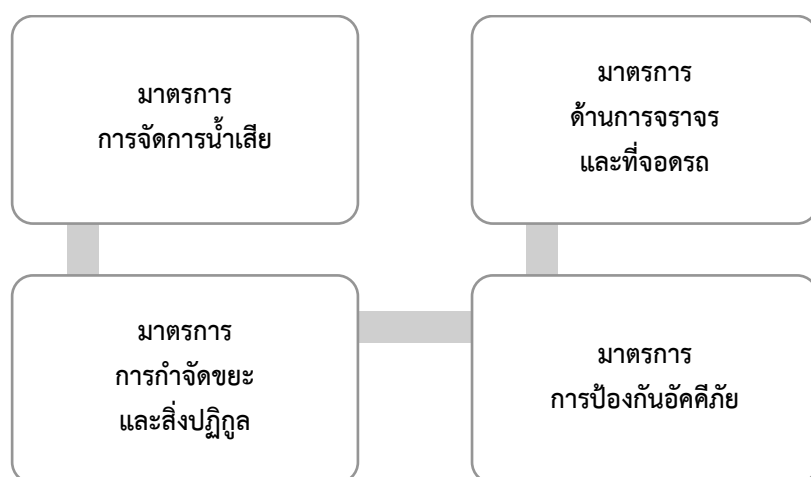 มาตรการ
การจัดการน้ำเสีย
มาตรการ
ด้านการจราจร
และที่จอดรถ
มาตรการ
การกำจัดขยะ
และสิ่งปฏิกูล
มาตรการ
การป้องกันอัคคีภัย